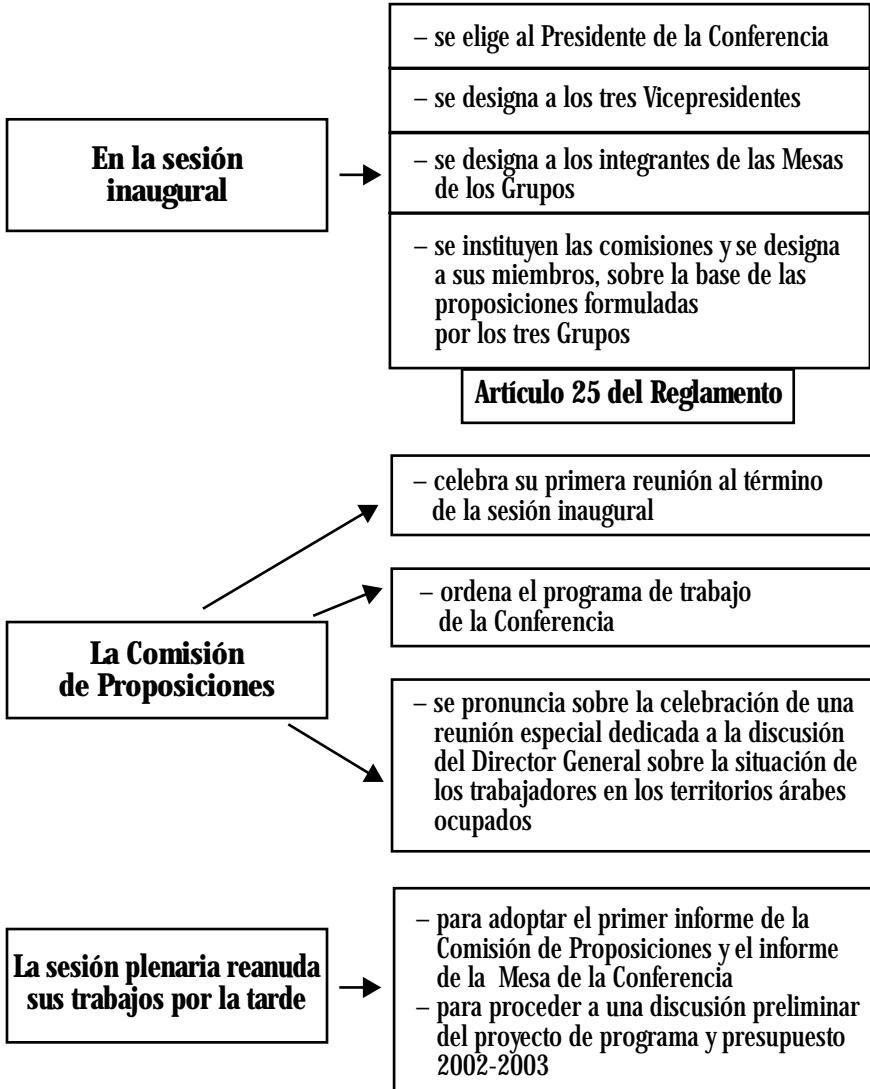 En la sesión
inaugural
– se elige al Presidente de la Conferencia
– se designa a los tres Vicepresidentes
– se designa a los integrantes de las Mesas
de los Grupos
– se instituyen las comisiones y se designa
a sus miembros, sobre la base de las
proposiciones formuladas
por los tres Grupos
Artículo 25 del Reglamento
La Comisión
de Proposiciones
– celebra su primera reunión al término
de la sesión inaugural
– ordena el programa de trabajo
de la Conferencia
– se pronuncia sobre la celebración de una
reunión especial dedicada a la discusión
del Director General sobre la situación de
los trabajadores en los territorios árabes
ocupados
La sesión plenaria reanuda
sus trabajos por la tarde
– para adoptar el primer informe de la
Comisión de Proposiciones y el informe
de la Mesa de la Conferencia
– para proceder a una discusión preliminar
del proyecto de programa y presupuesto
2002-2003